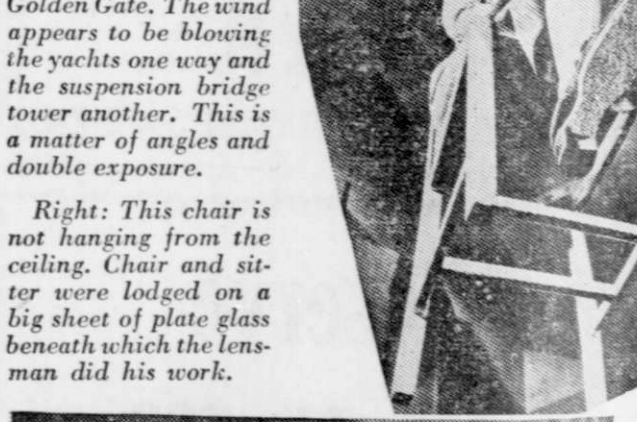 Golden Gate. The wind
appears to be blowing
the yachts one way and
the suspension bridge
tower another. This is
a matter of angles and
double exposure.
Right: This chair is
not hanging from the
ceiling. Chair and sit-
ter were lodged on a
big sheet of plate glass
beneath which the lens-
man did his work.